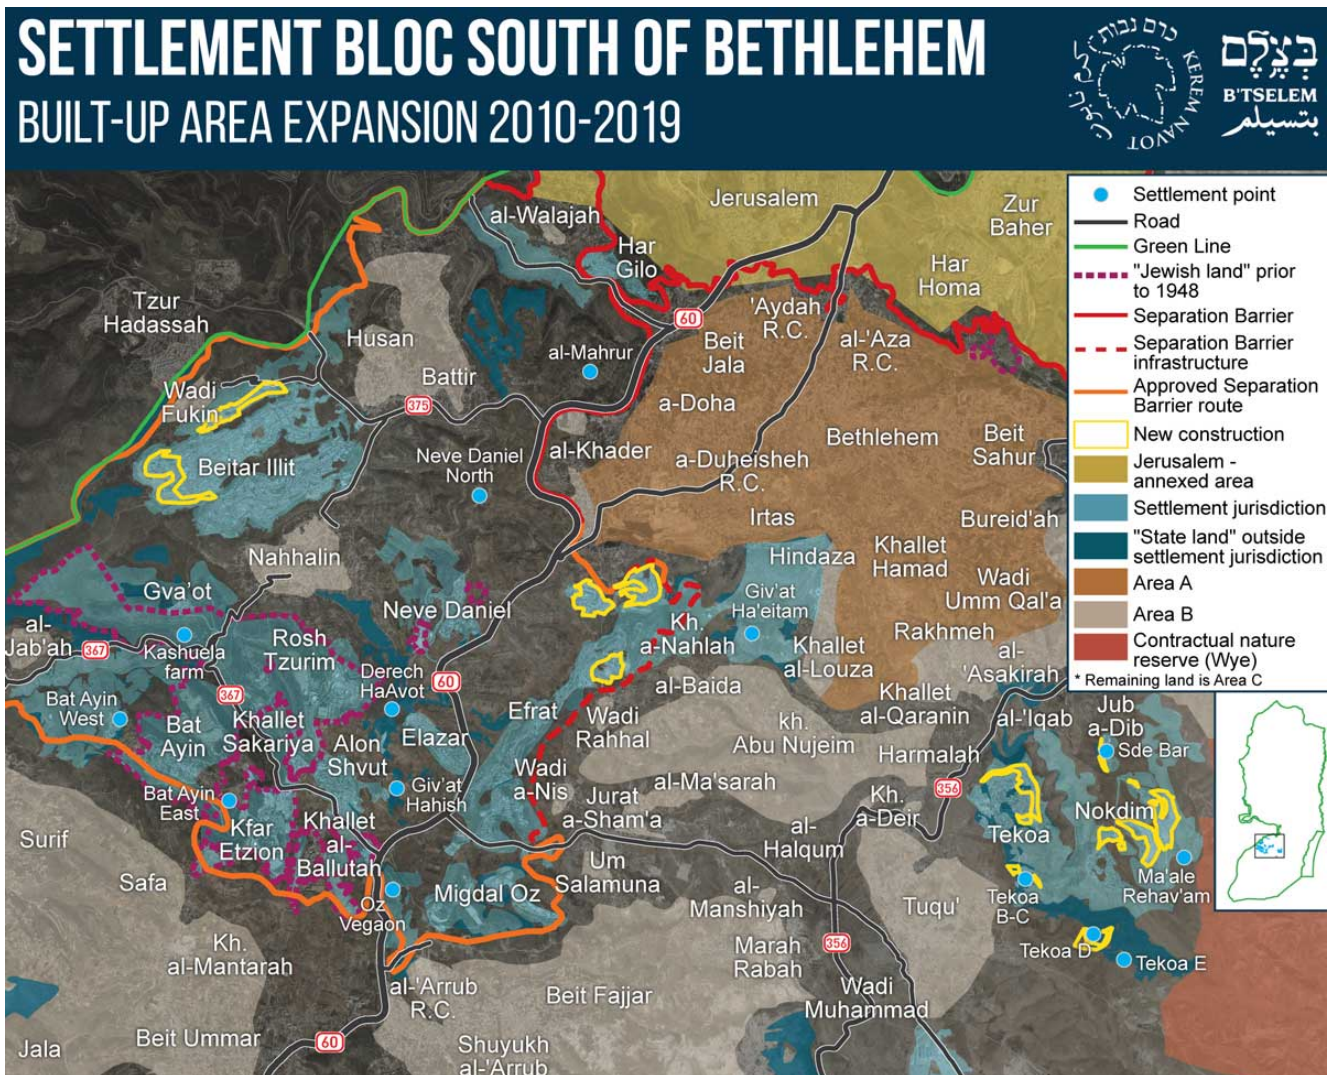 SETTLEMENT BLOC SOUTH OF BETHLEHEM
BUILT-UP AREA EXPANSION 2010-2019
כרם נבות
KEREM NAVOT
בְּצֶלֶם
B'TSELEM
بتسيلم
Settlement point
Road
Green Line
"Jewish land" prior
to 1948
Separation Barrier
Separation Barrier
infrastructure
Approved Separation
Barrier route
New construction
Jerusalem -
annexed area
Settlement jurisdiction
"State land" outside
settlement jurisdiction
Area A
Area B
Contractual nature
reserve (Wye)
* Remaining land is Area C
Jerusalem
al-Walajah
Zur
Baher
Har
Gilo
Har
Homa
Tzur
Hadassah
'Aydah
R.C.
60
Husan
Beit
Jala
al-'Aza
R.C.
al-Mahrur
Battir
Wadi
Fukin
375
a-Doha
Bethlehem
Beit
Sahur
al-Khader
Neve Daniel
North
a-Duheisheh
R.C.
Beitar Illit
Irtas
Bureid'ah
Nahhalin
Hindaza
Khallet
Hamad
Gva'ot
Giv'at
Ha'eitam
Wadi
Umm Qal'a
Neve Daniel
al-
Jab'ah
367
Kashuela
farm
Rosh
Tzurim
Kh.
a-Nahlah
Rakhmeh
Khallet
al-Louza
al-
'Asakirah
Derech
HaAvot
60
367
al-Baida
Bat Ayin
West
Bat
Ayin
Khallet
Sakariya
Efrat
Wadi
Rahhal
Khallet
al-Qaranin
al-'Iqab
Jub
a-Dib
kh.
Abu Nujeim
Alon
Shvut
Elazar
Harmalah
Sde Bar
Wadi
a-Nis
al-Ma'sarah
Bat Ayin
East
Giv'at
Hahish
Jurat
a-Sham'a
Kh.
a-Deir
356
Nokdim
Kfar
Etzion
Khallet
al-
Ballutah
al-
Halqum
Tekoa
Surif
Um
Salamuna
Ma'ale
Rehav'am
Safa
Oz
Vegaon
Migdal Oz
al-
Manshiyah
Tuqu'
Tekoa
B-C
Kh.
al-Mantarah
Marah
Rabah
356
Tekoa D
Tekoa E
al-'Arrub
R.C.
Beit Fajjar
Wadi
Muhammad
Beit Ummar
60
Jala
Shuyukh
al-'Arrub